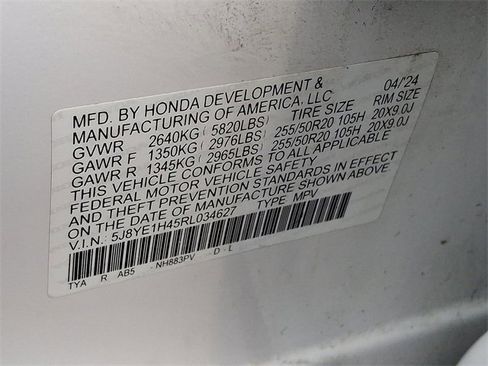 MFD. BY HONDA DEVELOPMENT & 04/'24
MANUFACTURING OF AMERICA, LLC
TIRE SIZE RIM SIZE
GVWR 2640KG ( 5820LBS)
GAWR F 1350KG ( 2976LBS) 255/50R20 105H 20X9.0J
GAWR R 1345KG ( 2965LBS) 255/50R20 105H 20X9.0J
THIS VEHICLE CONFORMS TO ALL APPLICABLE
FEDERAL MOTOR VEHICLE SAFETY
AND THEFT PREVENTION STANDARDS IN EFFECT
ON THE DATE OF MANUFACTURE SHOWN ABOVE.
V.I.N.: 5J8YE1H45RL034627 TYPE MPV
TYA R AB5 - NH883PV - D - L